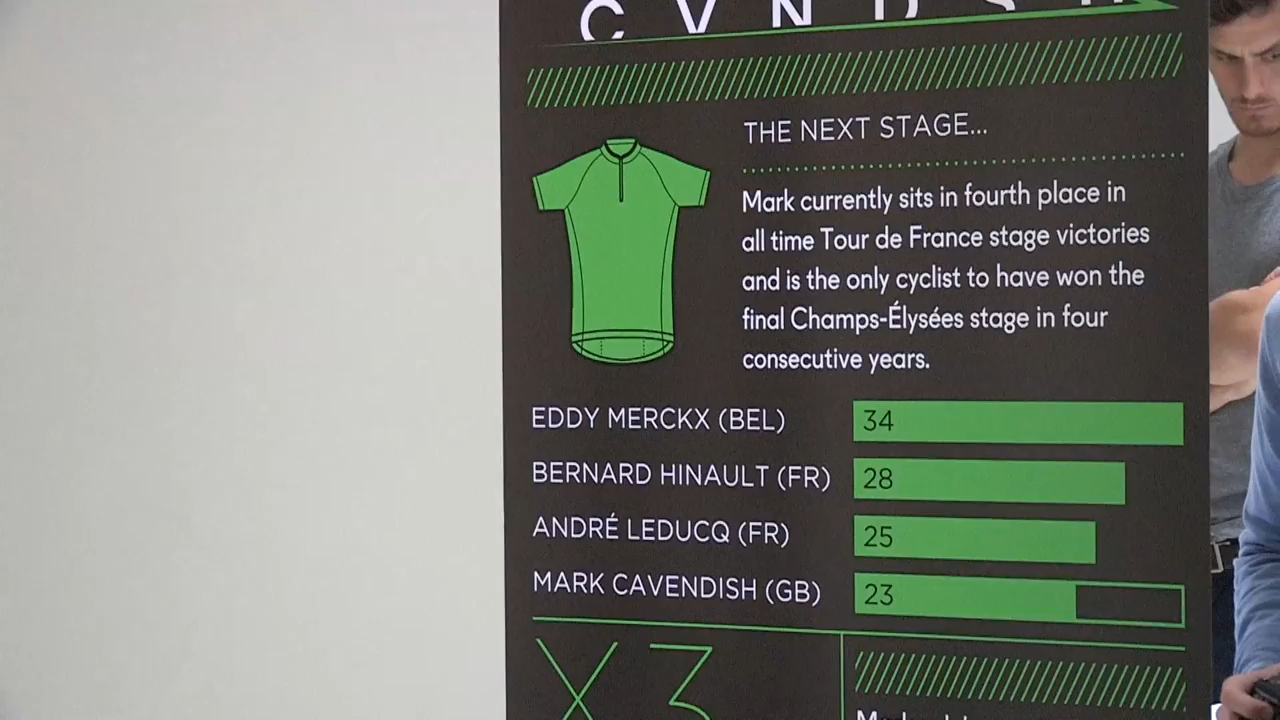 CVNDSH
THE NEXT STAGE...
Mark currently sits in fourth place in
all time Tour de France stage victories
and is the only cyclist to have won the
final Champs-Élysées stage in four
consecutive years.
EDDY MERCKX (BEL) 34
BERNARD HINAULT (FR) 28
ANDRÉ LEDUCQ (FR) 25
MARK CAVENDISH (GB) 23
X3